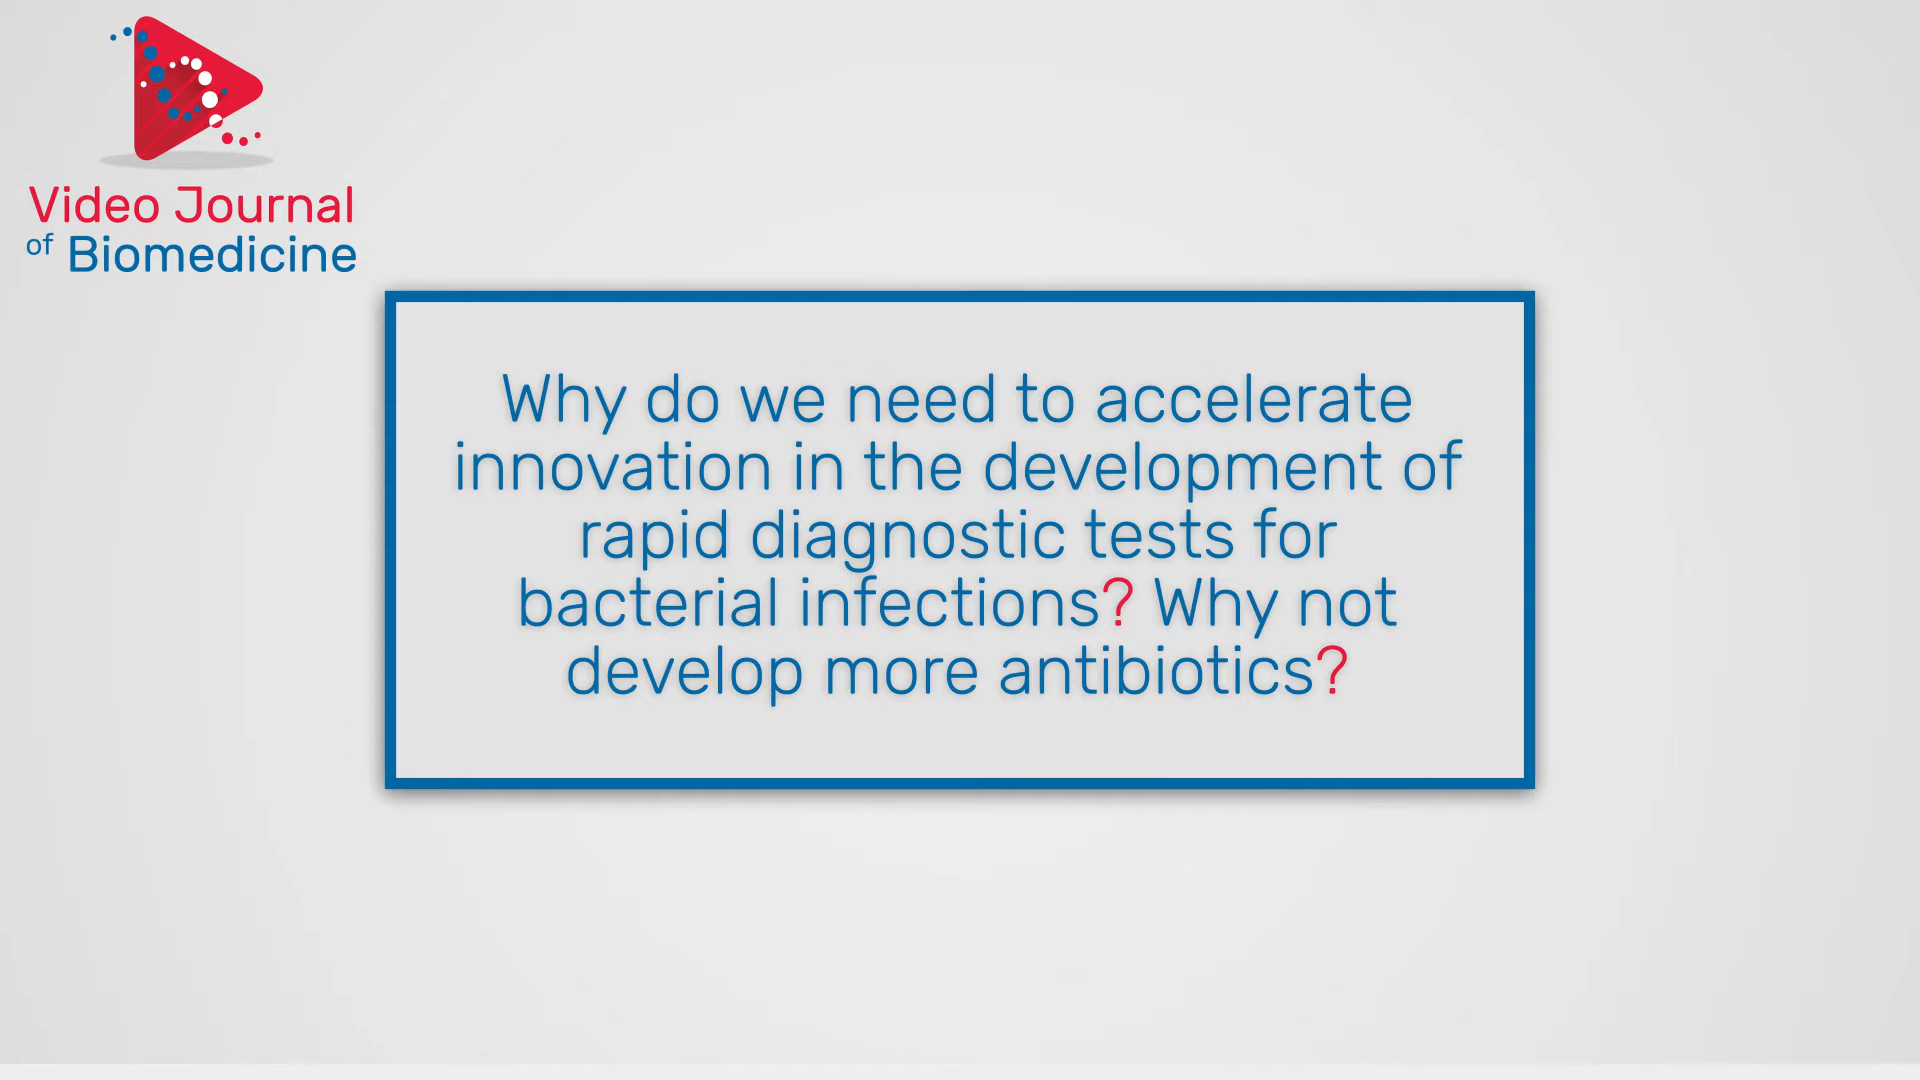 Video Journal
of Biomedicine
Why do we need to accelerate
innovation in the development of
rapid diagnostic tests for
bacterial infections? Why not
develop more antibiotics?